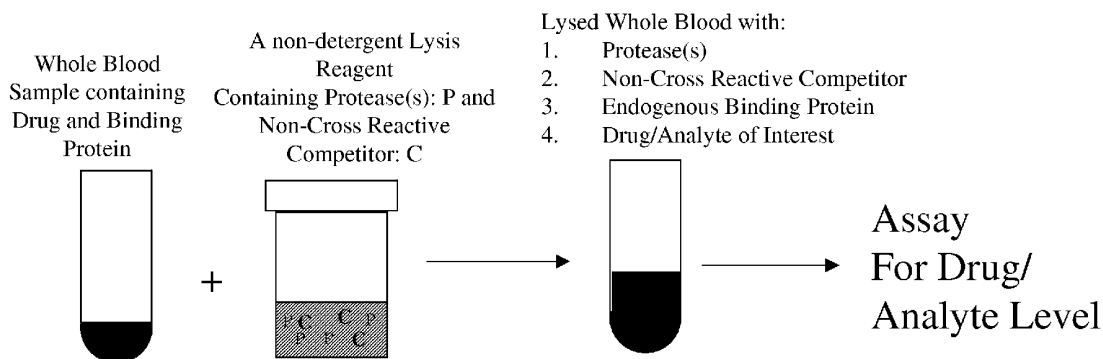 Whole Blood
Sample containing
Drug and Binding
Protein
A non-detergent Lysis
Reagent
Containing Protease(s): P and
Non-Cross Reactive
Competitor: C
Lysed Whole Blood with:
1. Protease(s)
2. Non-Cross Reactive Competitor
3. Endogenous Binding Protein
4. Drug/Analyte of Interest
+
P C C P
P P C
Assay
For Drug/
Analyte Level